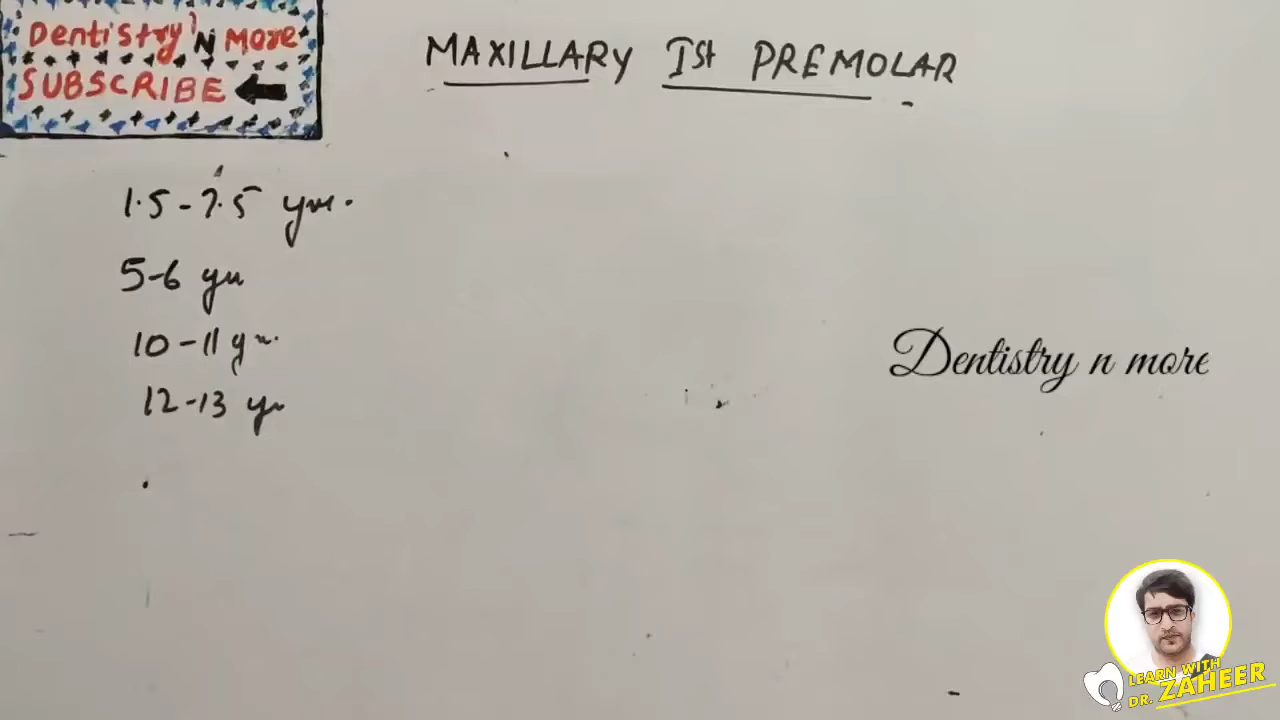 Dentistry'N More
SUBSCRIBE
MAXILLARY Ist PREMOLAR
1.5 - 2.5 yrs.
5-6 yrs
10-11 yrs.
12-13 yrs
Dentistry n more
LEARN WITH
DR. ZAHEER